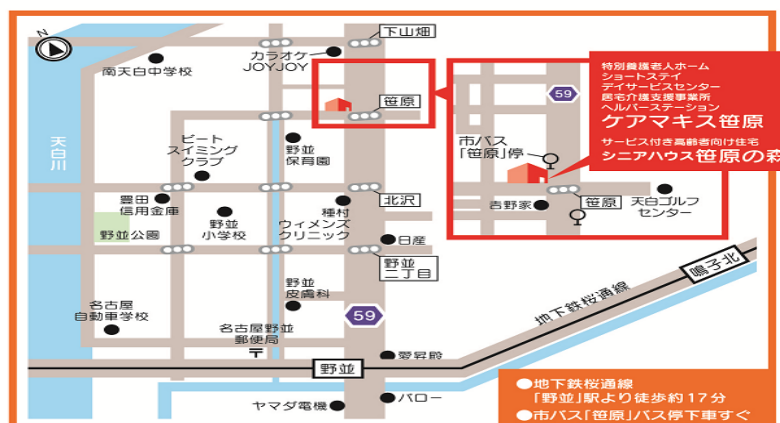 N
下山畑
カラオケ
JOYJOY
南天白中学校
笹原
天白川
ビート
スイミング
クラブ
野並
保育園
豊田
信用金庫
野並
小学校
種村
ウィメンズ
クリニック
北沢
野並公園
日産
野並
二丁目
59
野並
皮膚科
名古屋
自動車学校
名古屋野並
郵便局
〒
愛昇殿
野並
地下鉄桜通線
鳴子北
ヤマダ電機
バロー
59
市バス
「笹原」停
吉野家
笹原
天白ゴルフ
センター
特別養護老人ホーム
ショートステイ
デイサービスセンター
居宅介護支援事業所
ヘルパーステーション
ケアマキス笹原
サービス付き高齢者向け住宅
シニアハウス笹原の森
●地下鉄桜通線
「野並」駅より徒歩約17分
●市バス「笹原」バス停下車すぐ